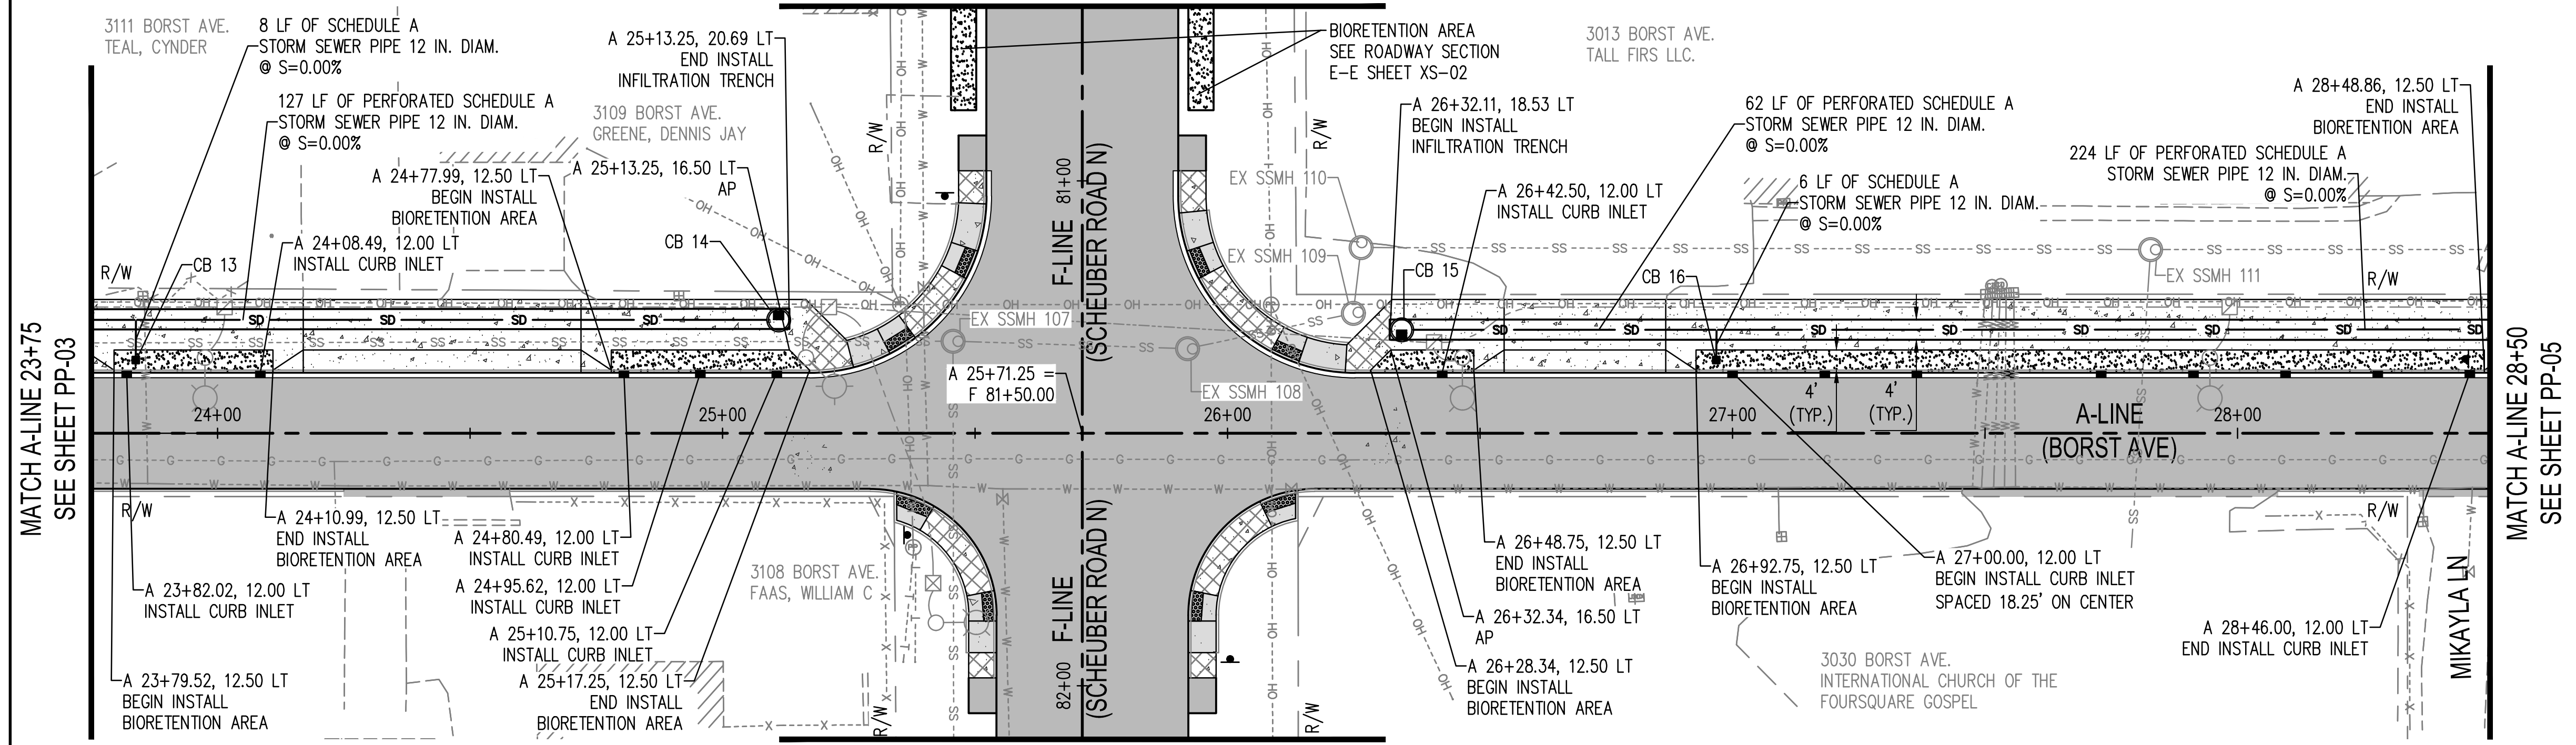 3111 BORST AVE.
TEAL, CYNDER
8 LF OF SCHEDULE A
STORM SEWER PIPE 12 IN. DIAM.
@ S=0.00%
127 LF OF PERFORATED SCHEDULE A
STORM SEWER PIPE 12 IN. DIAM.
@ S=0.00%
A 25+13.25, 20.69 LT
END INSTALL
INFILTRATION TRENCH
3109 BORST AVE.
GREENE, DENNIS JAY
A 24+77.99, 12.50 LT
BEGIN INSTALL
BIORETENTION AREA
A 25+13.25, 16.50 LT
AP
A 24+08.49, 12.00 LT
INSTALL CURB INLET
CB 13
CB 14
R/W
R/W
BIORETENTION AREA
SEE ROADWAY SECTION
E-E SHEET XS-02
3013 BORST AVE.
TALL FIRS LLC.
R/W
A 26+32.11, 18.53 LT
BEGIN INSTALL
INFILTRATION TRENCH
62 LF OF PERFORATED SCHEDULE A
STORM SEWER PIPE 12 IN. DIAM.
@ S=0.00%
A 28+48.86, 12.50 LT
END INSTALL
BIORETENTION AREA
224 LF OF PERFORATED SCHEDULE A
STORM SEWER PIPE 12 IN. DIAM.
@ S=0.00%
6 LF OF SCHEDULE A
STORM SEWER PIPE 12 IN. DIAM.
@ S=0.00%
A 26+42.50, 12.00 LT
INSTALL CURB INLET
EX SSMH 110
EX SSMH 109
CB 15
CB 16
EX SSMH 111
R/W
EX SSMH 107
EX SSMH 108
81+00
F-LINE
(SCHEUBER ROAD N)
A 25+71.25 =
F 81+50.00
SD
SD
SD
SD
SD
SD
SD
SD
SD
SD
SD
MATCH A-LINE 23+75
SEE SHEET PP-03
24+00
25+00
26+00
27+00
28+00
4'
(TYP.)
4'
(TYP.)
A-LINE
(BORST AVE)
MATCH A-LINE 28+50
SEE SHEET PP-05
R/W
A 24+10.99, 12.50 LT
END INSTALL
BIORETENTION AREA
A 23+82.02, 12.00 LT
INSTALL CURB INLET
A 23+79.52, 12.50 LT
BEGIN INSTALL
BIORETENTION AREA
A 24+80.49, 12.00 LT
INSTALL CURB INLET
A 24+95.62, 12.00 LT
INSTALL CURB INLET
A 25+10.75, 12.00 LT
INSTALL CURB INLET
A 25+17.25, 12.50 LT
END INSTALL
BIORETENTION AREA
3108 BORST AVE.
FAAS, WILLIAM C
R/W
F-LINE
(SCHEUBER ROAD N)
82+00
R/W
A 26+48.75, 12.50 LT
END INSTALL
BIORETENTION AREA
A 26+32.34, 16.50 LT
AP
A 26+28.34, 12.50 LT
BEGIN INSTALL
BIORETENTION AREA
A 26+92.75, 12.50 LT
BEGIN INSTALL
BIORETENTION AREA
A 27+00.00, 12.00 LT
BEGIN INSTALL CURB INLET
SPACED 18.25' ON CENTER
3030 BORST AVE.
INTERNATIONAL CHURCH OF THE
FOURSQUARE GOSPEL
A 28+46.00, 12.00 LT
END INSTALL CURB INLET
R/W
MIKAYLA LN